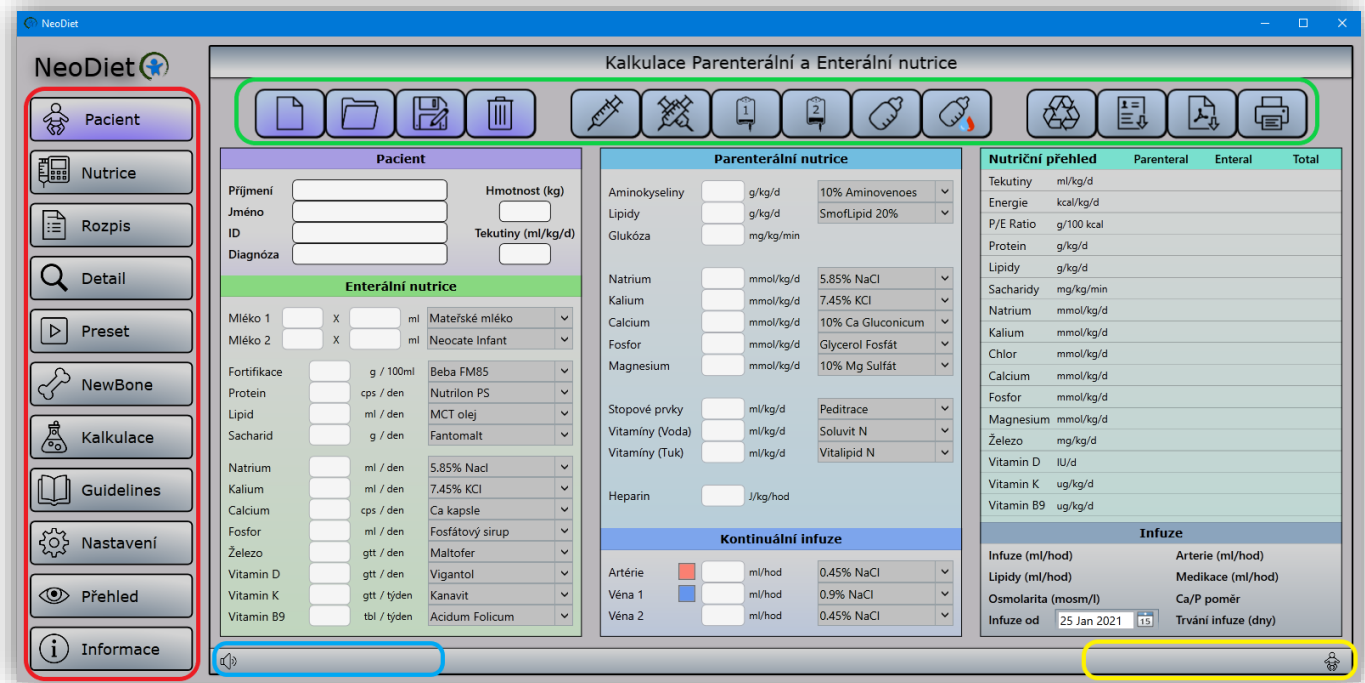 NeoDiet
NeoDiet
Kalkulace Parenterální a Enterální nutrice
Pacient
Nutrice
Rozpis
Detail
Preset
NewBone
Kalkulace
Guidelines
Nastavení
Přehled
Informace
1
2
Pacient
Příjmení
Hmotnost (kg)
Jméno
ID
Tekutiny (ml/kg/d)
Diagnóza
Enterální nutrice
Mléko 1 X ml Mateřské mléko
Mléko 2 X ml Neocate Infant
Fortifikace g / 100ml Beba FM85
Protein cps / den Nutrilon PS
Lipid ml / den MCT olej
Sacharid g / den Fantomalt
Natrium ml / den 5.85% Nacl
Kalium ml / den 7.45% KCl
Calcium cps / den Ca kapsle
Fosfor ml / den Fosfátový sirup
Železo gtt / den Maltofer
Vitamin D gtt / den Vigantol
Vitamin K gtt / týden Kanavit
Vitamin B9 tbl / týden Acidum Folicum
Parenterální nutrice
Aminokyseliny g/kg/d 10% Aminovenoes
Lipidy g/kg/d SmofLipid 20%
Glukóza mg/kg/min
Natrium mmol/kg/d 5.85% NaCl
Kalium mmol/kg/d 7.45% KCl
Calcium mmol/kg/d 10% Ca Gluconicum
Fosfor mmol/kg/d Glycerol Fosfát
Magnesium mmol/kg/d 10% Mg Sulfát
Stopové prvky ml/kg/d Peditrace
Vitamíny (Voda) ml/kg/d Soluvit N
Vitamíny (Tuk) ml/kg/d Vitalipid N
Heparin J/kg/hod
Kontinuální infuze
Artérie ml/hod 0.45% NaCl
Véna 1 ml/hod 0.9% NaCl
Véna 2 ml/hod 0.45% NaCl
Nutriční přehled Parenteral Enteral Total
Tekutiny ml/kg/d
Energie kcal/kg/d
P/E Ratio g/100 kcal
Protein g/kg/d
Lipidy g/kg/d
Sacharidy mg/kg/min
Natrium mmol/kg/d
Kalium mmol/kg/d
Chlor mmol/kg/d
Calcium mmol/kg/d
Fosfor mmol/kg/d
Magnesium mmol/kg/d
Železo mg/kg/d
Vitamin D IU/d
Vitamin K ug/kg/d
Vitamin B9 ug/kg/d
Infuze
Infuze (ml/hod) Arterie (ml/hod)
Lipidy (ml/hod) Medikace (ml/hod)
Osmolarita (mosm/l) Ca/P poměr
Infuze od 25 Jan 2021 15 Trvání infuze (dny)